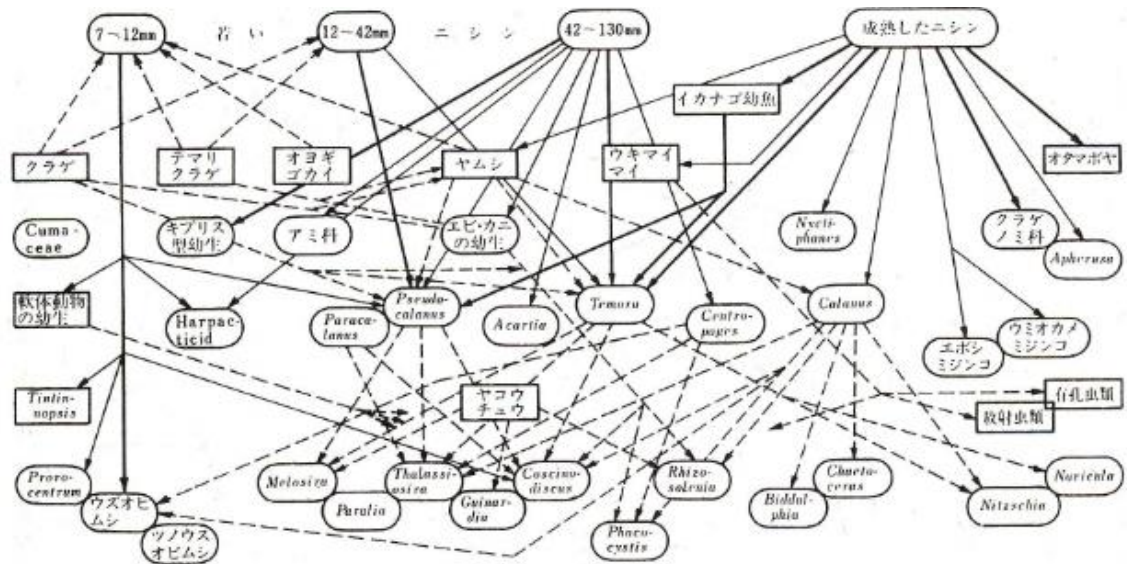 7~12mm
若い
12~42mm
ニシン
42~130mm
成熟したニシン
イカナゴ幼魚
クラゲ
テマリ
クラゲ
オヨギ
ゴカイ
ヤムシ
ウキマイ
マイ
オタマボヤ
Cuma-
ceae
キプリス
型幼生
アミ科
エビ・カニ
の幼生
Nyctiphanes
クラゲ
ノミ科
Apherusa
軟体動物
の幼生
Harpac-
ticid
Paraca-
lanus
Pseudo-
calanus
Acartia
Temora
Centro-
pages
Calanus
エボシ
ミジンコ
ウミオカメ
ミジンコ
Tintin-
nopsis
ヤコウ
チュウ
有孔虫類
放射虫類
Proro-
centrum
ウズオビ
ムシ
ツノウズ
オビムシ
Melosira
Paralia
Thalassi-
osira
Guinar-
dia
Coscino-
discus
Phaeo-
cystis
Rhizo-
solenia
Biddul-
phia
Chaeto-
ceras
Nitzschia
Navicula